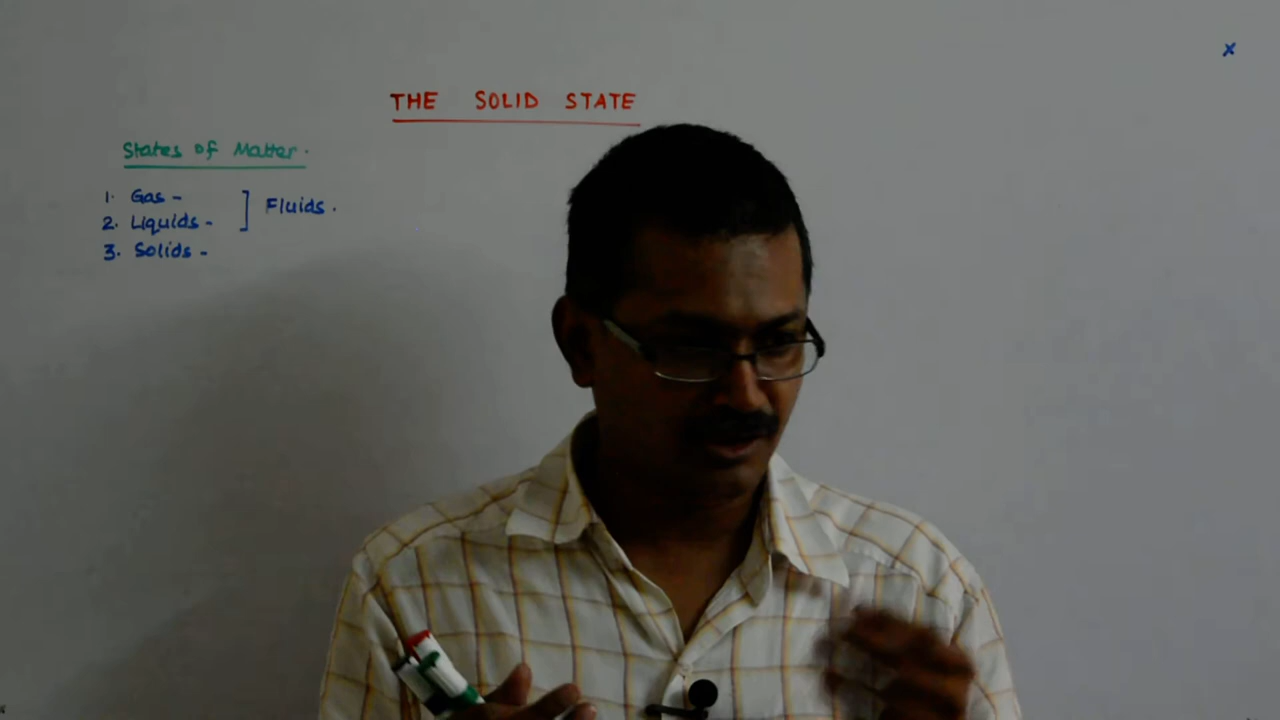 x
THE SOLID STATE
States of Matter.
1. Gas -
2. Liquids - ] Fluids.
3. Solids -